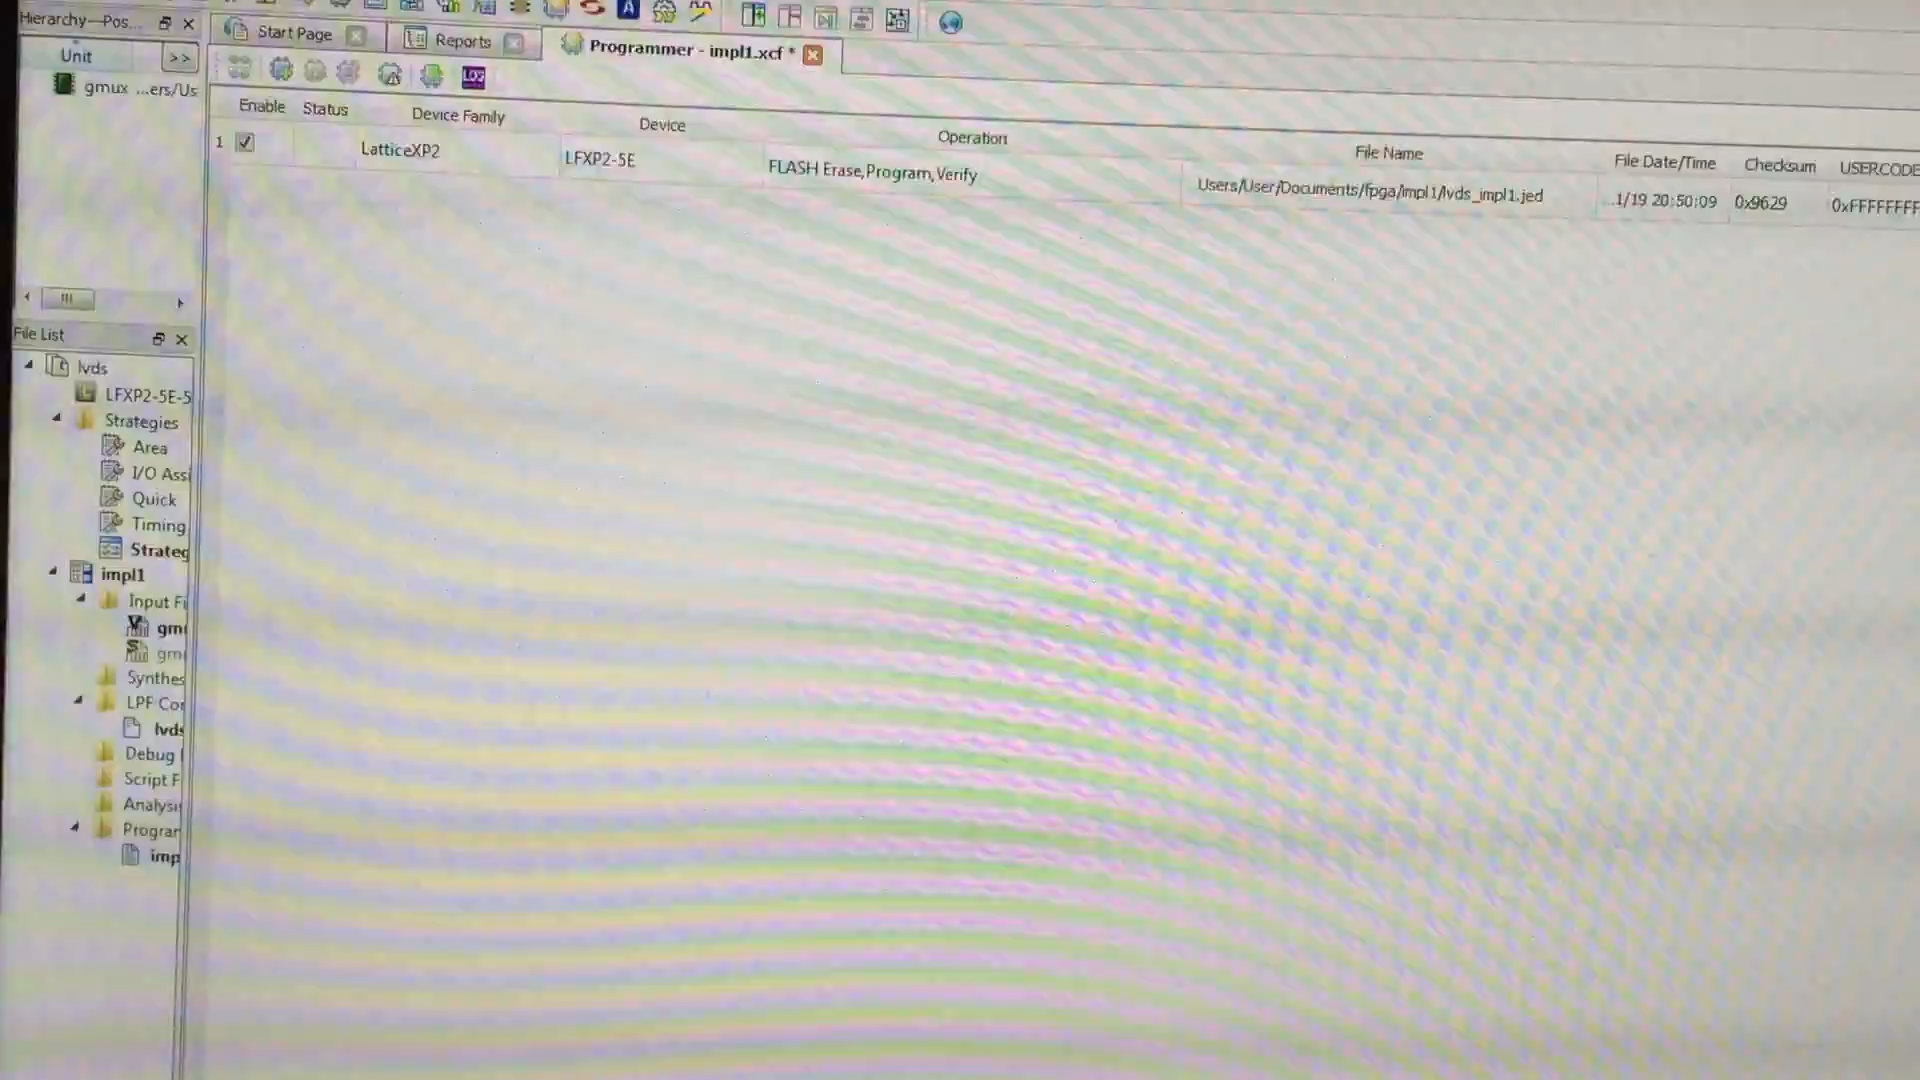 Hierarchy—Pos...
Unit
>>
gmux ...ers/Us
Start Page
Reports
Programmer - impl1.xcf *
LOG
Enable
Status
Device Family
Device
Operation
File Name
File Date/Time
Checksum
USERCODE
1
LatticeXP2
LFXP2-5E
FLASH Erase,Program,Verify
Users/User/Documents/fpga/impl1/lvds_impl1.jed
...1/19 20:50:09
0x9629
0xFFFFFFFF
File List
lvds
LFXP2-5E-5
Strategies
Area
I/O Assi
Quick
Timing
Strateg
impl1
Input Fi
gm
gm
Synthes
LPF Cor
lvds
Debug
Script F
Analysi
Prograr
imp